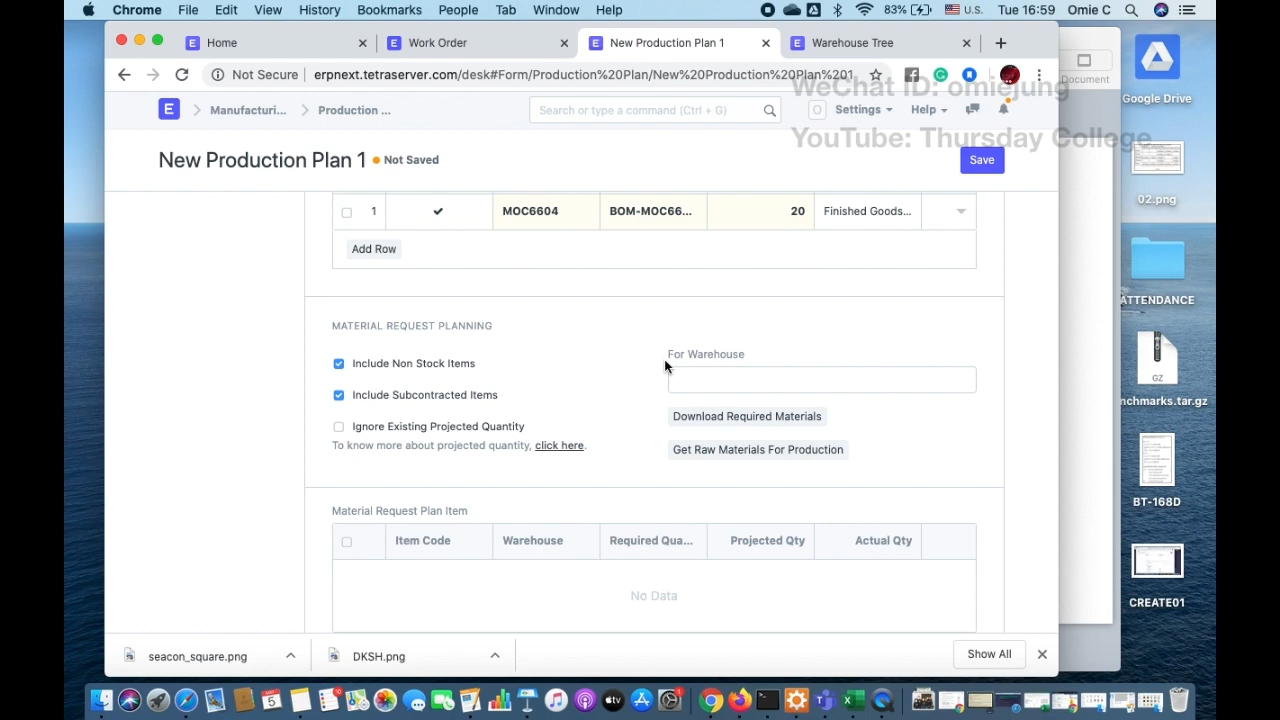 Chrome File Edit View History Bookmarks People Tab Window Help 83% U.S. Tue 16:59 Omie C
Home Work Order New Production Plan 1 Warehouse Tree
Not Secure erpnext.tetraserver.com/desk#Form/Production%20Plan/New%20Production%20Plan%201
WeChat ID: omiejung
Document
Google Drive
E Manufacturi... Production ... Search or type a command (Ctrl + G) O Settings Help
YouTube: Thursday College
New Production Plan 1 Not Saved Save
02.png
1 MOC6604 BOM-MOC66... 20 Finished Goods...
Add Row
ATTENDANCE
MATERIAL REQUEST PLANNING
Include Non Stock Items
For Warehouse
Include Subcontracted Items
GZ
nchmarks.tar.gz
Download Required Materials
Ignore Existing Projected Quantity
To know more about projected quantity, click here.
Get Raw Materials For Production
BT-168D
Material Request Plan Item
Item Code Warehouse Required Qua... Projected Qty Actual Qty
No Data
CREATE01
seacon_square.png DKSH.png Show All
5
tv